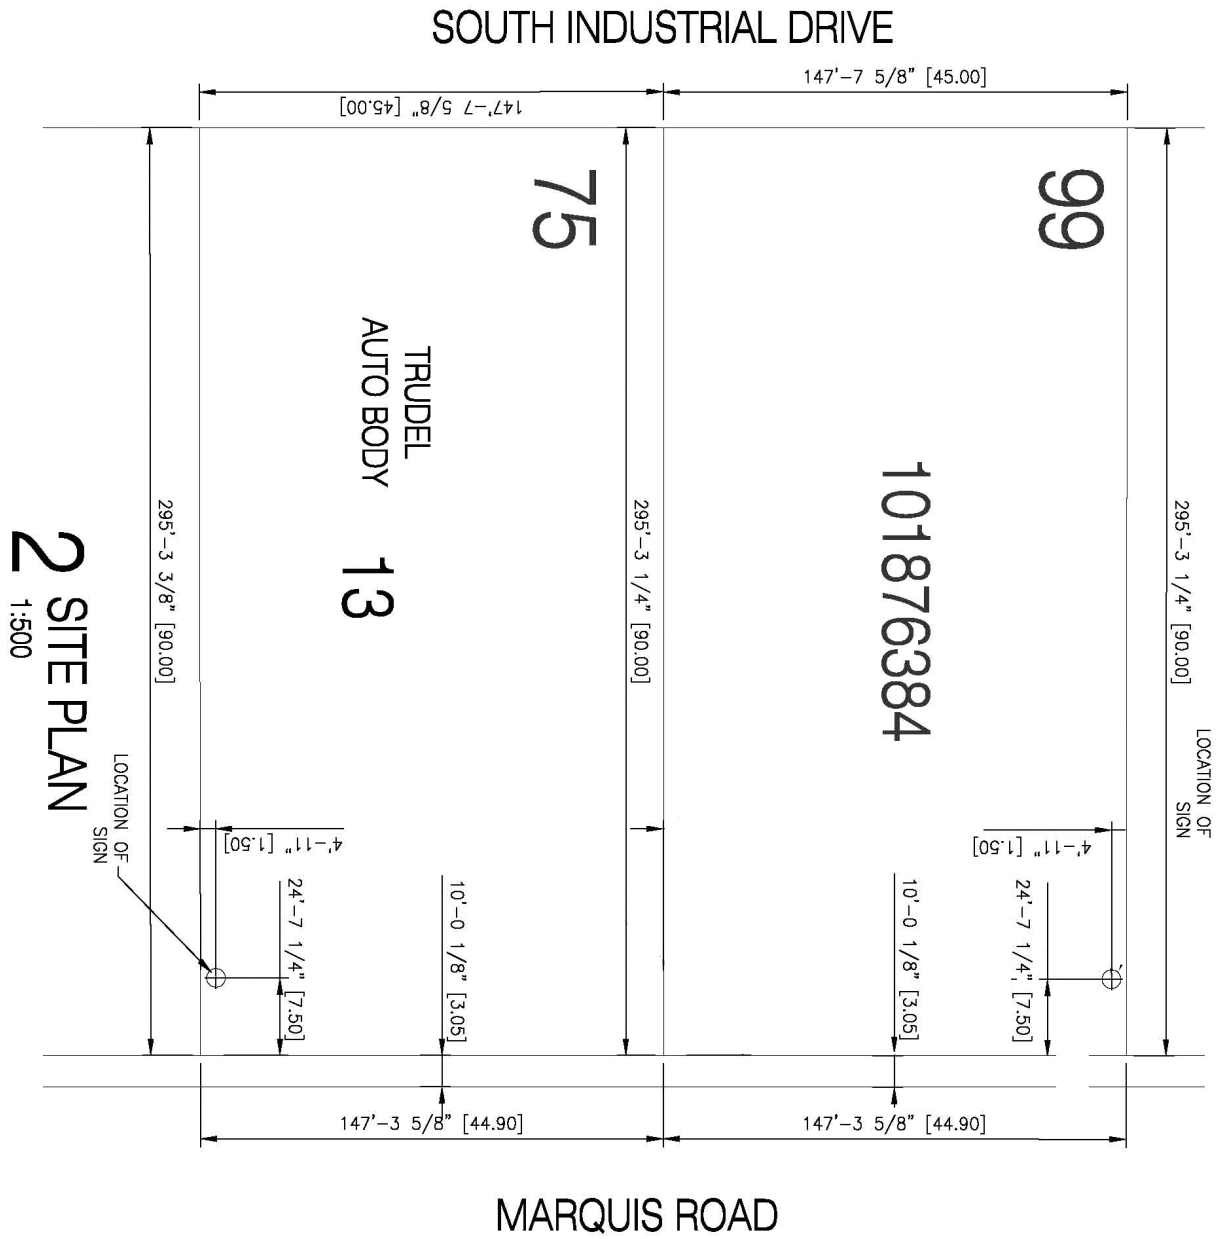 SOUTH INDUSTRIAL DRIVE
147'-7 5/8" [45.00]
147'-7 5/8" [45.00]
75
99
TRUDEL
AUTO BODY
13
101876384
295'-3 3/8" [90.00]
295'-3 1/4" [90.00]
295'-3 1/4" [90.00]
2 SITE PLAN
1:500
LOCATION OF
SIGN
LOCATION OF
SIGN
4'-11" [1.50]
4'-11" [1.50]
24'-7 1/4" [7.50]
10'-0 1/8" [3.05]
10'-0 1/8" [3.05]
24'-7 1/4" [7.50]
147'-3 5/8" [44.90]
147'-3 5/8" [44.90]
MARQUIS ROAD